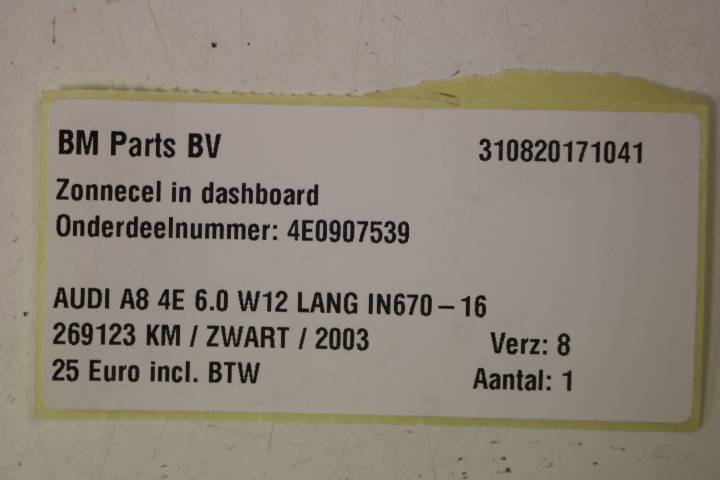 BM Parts BV 310820171041
Zonnecel in dashboard
Onderdeelnummer: 4E0907539
AUDI A8 4E 6.0 W12 LANG IN670-16
269123 KM / ZWART / 2003 Verz: 8
25 Euro incl. BTW Aantal: 1